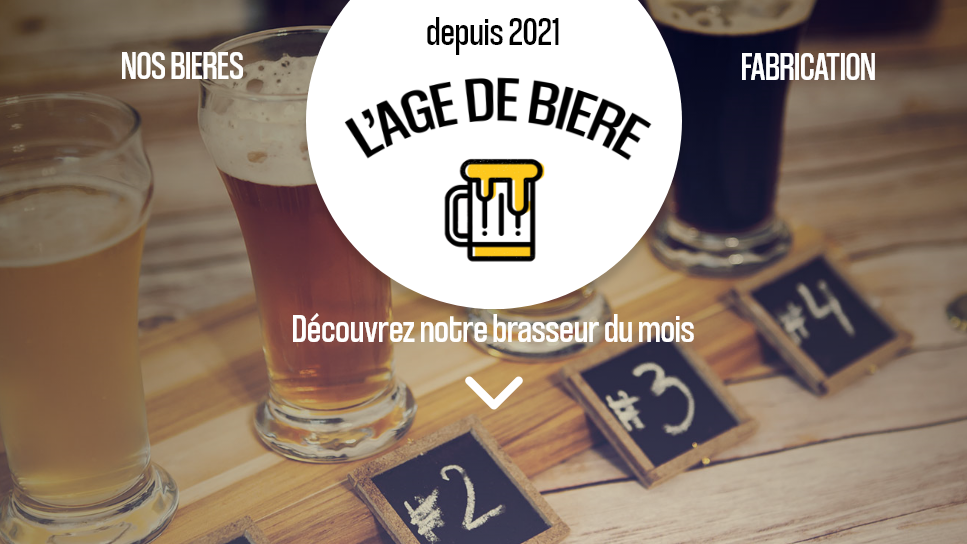 depuis 2021
NOS BIERES
FABRICATION
L'AGE DE BIERE
Découvrez notre brasseur du mois
#4
#3
#2